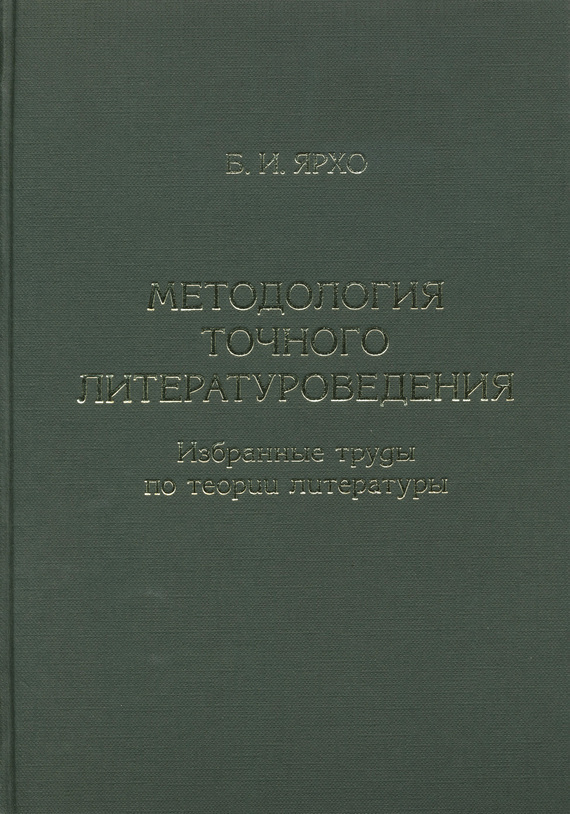 Б. И. ЯРХО
МЕТОДОЛОГИЯ
ТОЧНОГО
ЛИТЕРАТУРОВЕДЕНИЯ
Избранные труды
по теории литературы